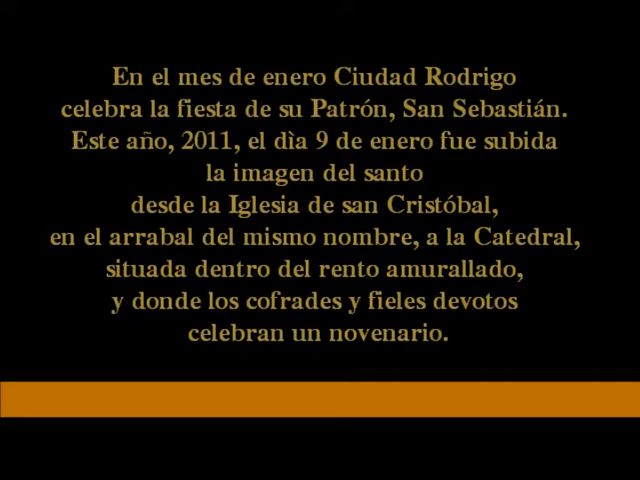 En el mes de enero Ciudad Rodrigo
celebra la fiesta de su Patrón, San Sebastián.
Este año, 2011, el dìa 9 de enero fue subida
la imagen del santo
desde la Iglesia de san Cristóbal,
en el arrabal del mismo nombre, a la Catedral,
situada dentro del rento amurallado,
y donde los cofrades y fieles devotos
celebran un novenario.